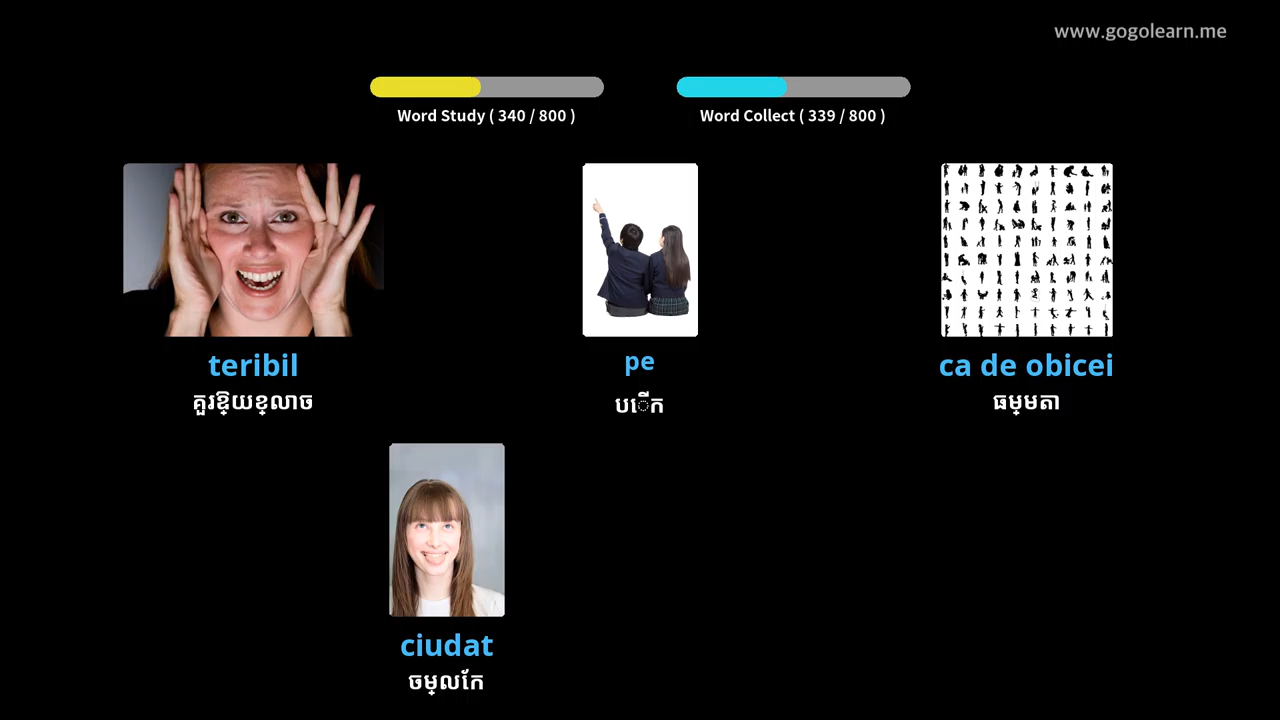 www.gogolearn.me
Word Study ( 340 / 800 )
Word Collect ( 339 / 800 )
teribil
គួរឱ្យខ្លាច
pe
បើក
ca de obicei
ធម្មតា
ciudat
ចម្លកែ